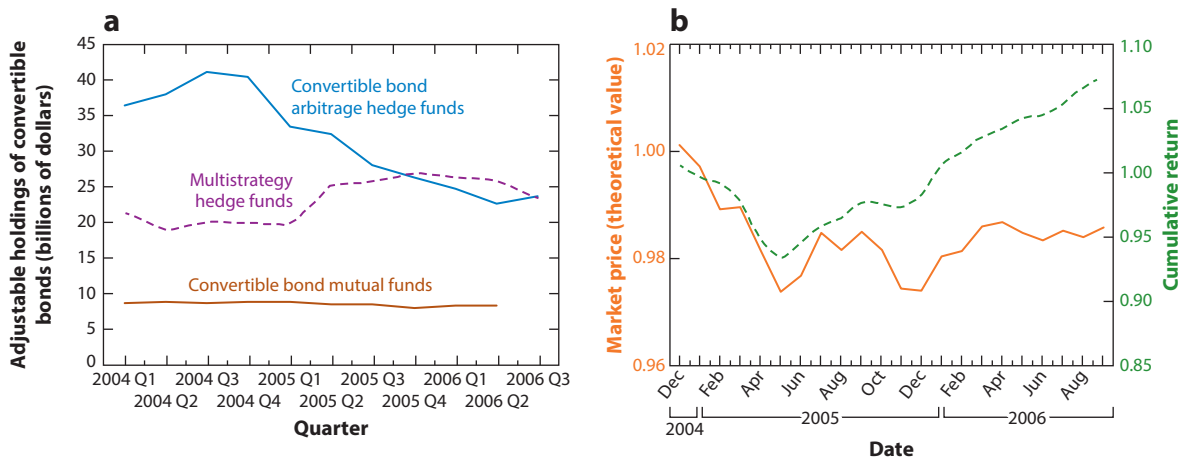 a
Adjustable holdings of convertible
bonds (billions of dollars)
45
40
35
30
25
20
15
10
5
0
Convertible bond
arbitrage hedge funds
Multistrategy
hedge funds
Convertible bond mutual funds
2004 Q1 2004 Q3 2005 Q1 2005 Q3 2006 Q1 2006 Q3
2004 Q2 2004 Q4 2005 Q2 2005 Q4 2006 Q2
Quarter
b
Market price (theoretical value)
1.02
1.00
0.98
0.96
Cumulative return
1.10
1.05
1.00
0.95
0.90
0.85
Dec Feb Apr Jun Aug Oct Dec Feb Apr Jun Aug
2004 2005 2006
Date